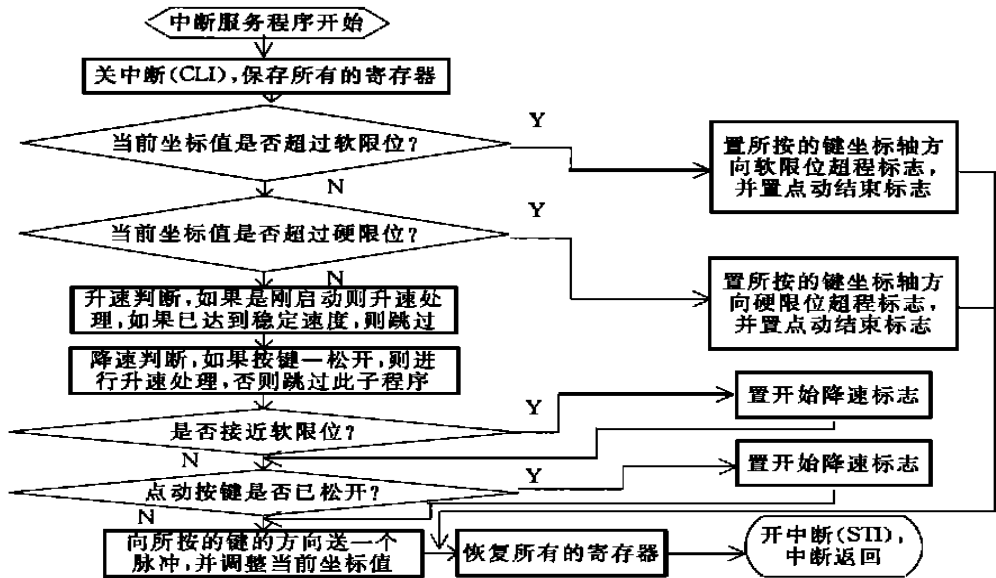 中断服务程序开始
关中断(CLI),保存所有的寄存器
当前坐标值是否超过软限位?
Y
置所按的键坐标轴方
向软限位超程标志,
并置点动结束标志
N
当前坐标值是否超过硬限位?
Y
置所按的键坐标轴方
向硬限位超程标志,
并置点动结束标志
N
升速判断,如果是刚启动则升速处
理,如果已达到稳定速度,则跳过
降速判断,如果按键一松开,则进
行升速处理,否则跳过此子程序
是否接近软限位?
Y
置开始降速标志
N
点动按键是否已松开?
Y
置开始降速标志
N
向所按的键的方向送一个
脉冲,并调整当前坐标值
恢复所有的寄存器
开中断(STI),
中断返回